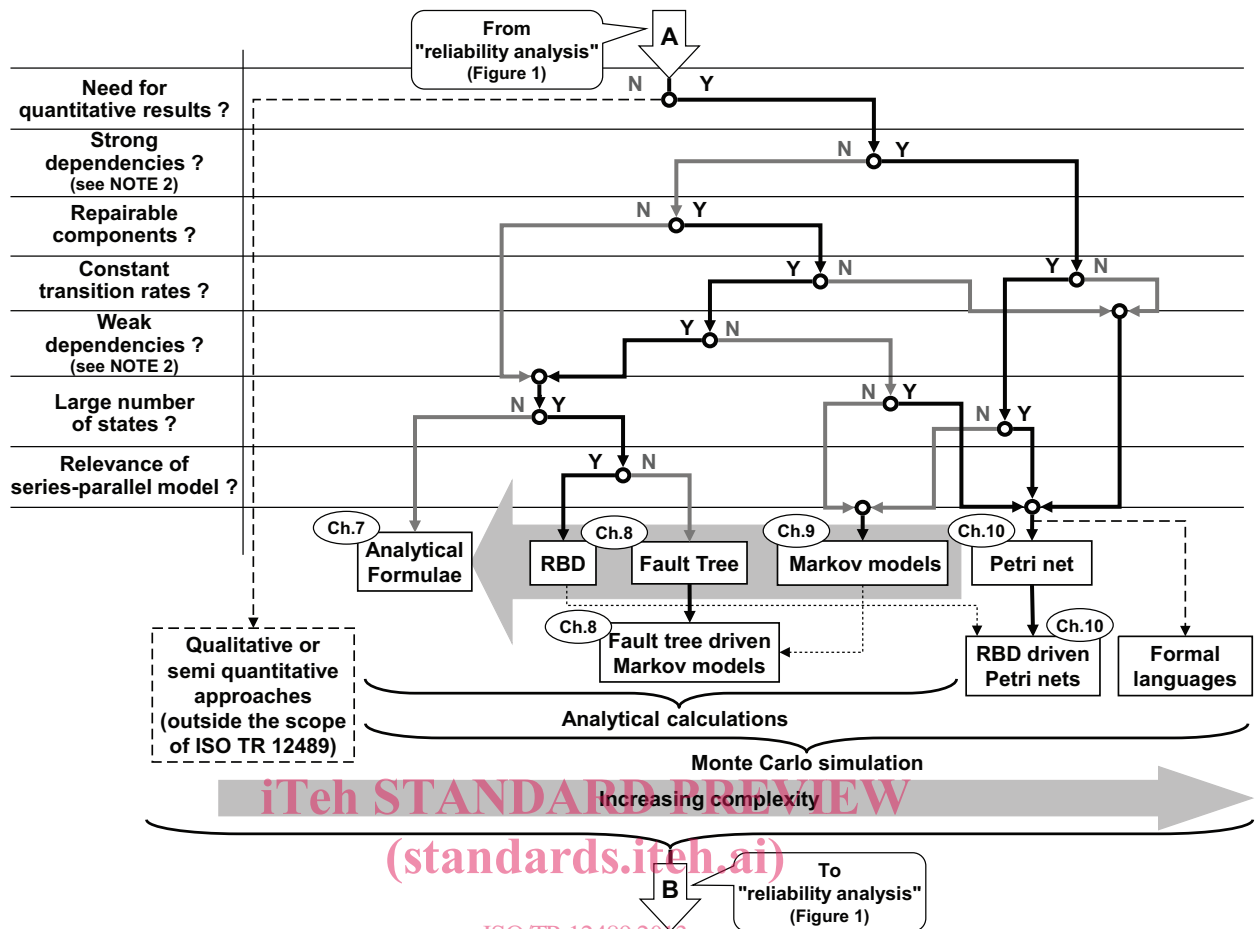 From
"reliability analysis"
(Figure 1)
A
N Y
Need for
quantitative results ?
Strong
dependencies ?
(see NOTE 2)
N Y
Repairable
components ?
N Y
Constant
transition rates ?
Y N
Y N
Weak
dependencies ?
(see NOTE 2)
Y N
Large number
of states ?
N Y
N Y
N Y
Relevance of
series-parallel model ?
Y N
Ch.7
Analytical
Formulae
RBD
Ch.8
Fault Tree
Ch.9
Markov models
Ch.10
Petri net
Ch.8
Fault tree driven
Markov models
Ch.10
RBD driven
Petri nets
Formal
languages
Qualitative or
semi quantitative
approaches
(outside the scope
of ISO TR 12489)
Analytical calculations
Monte Carlo simulation
iTeh STANDARD PREVIEW
Increasing complexity
(standards.iteh.ai)
B
To
"reliability analysis"
(Figure 1)
ISO/TR 12489:2013